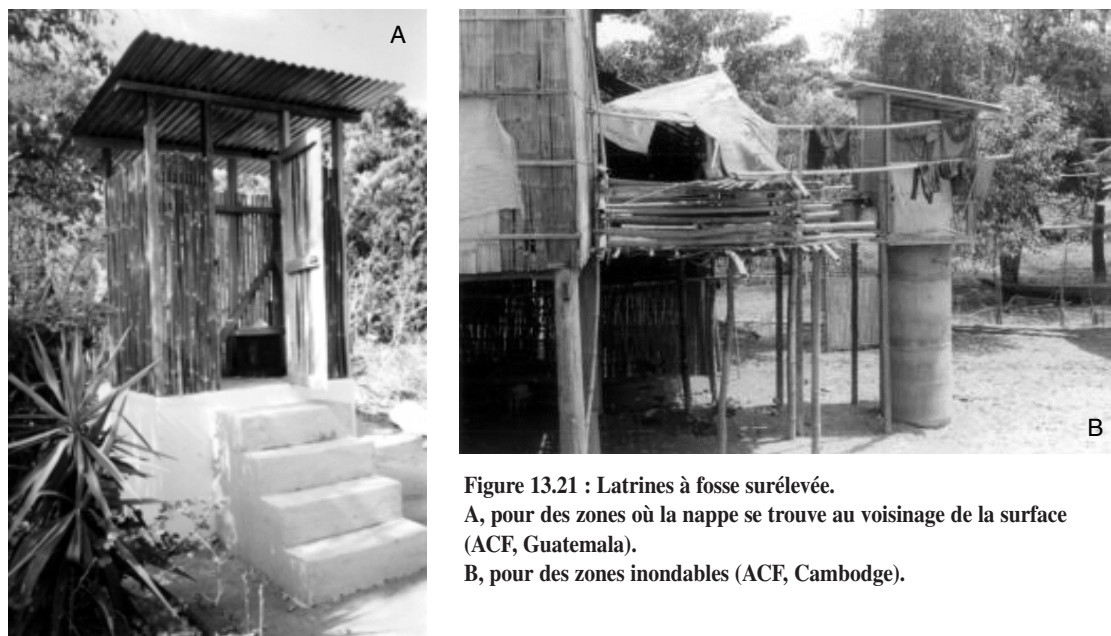 A
B
Figure 13.21 : Latrines à fosse surélevée.
A, pour des zones où la nappe se trouve au voisinage de la surface
(ACF, Guatemala).
B, pour des zones inondables (ACF, Cambodge).